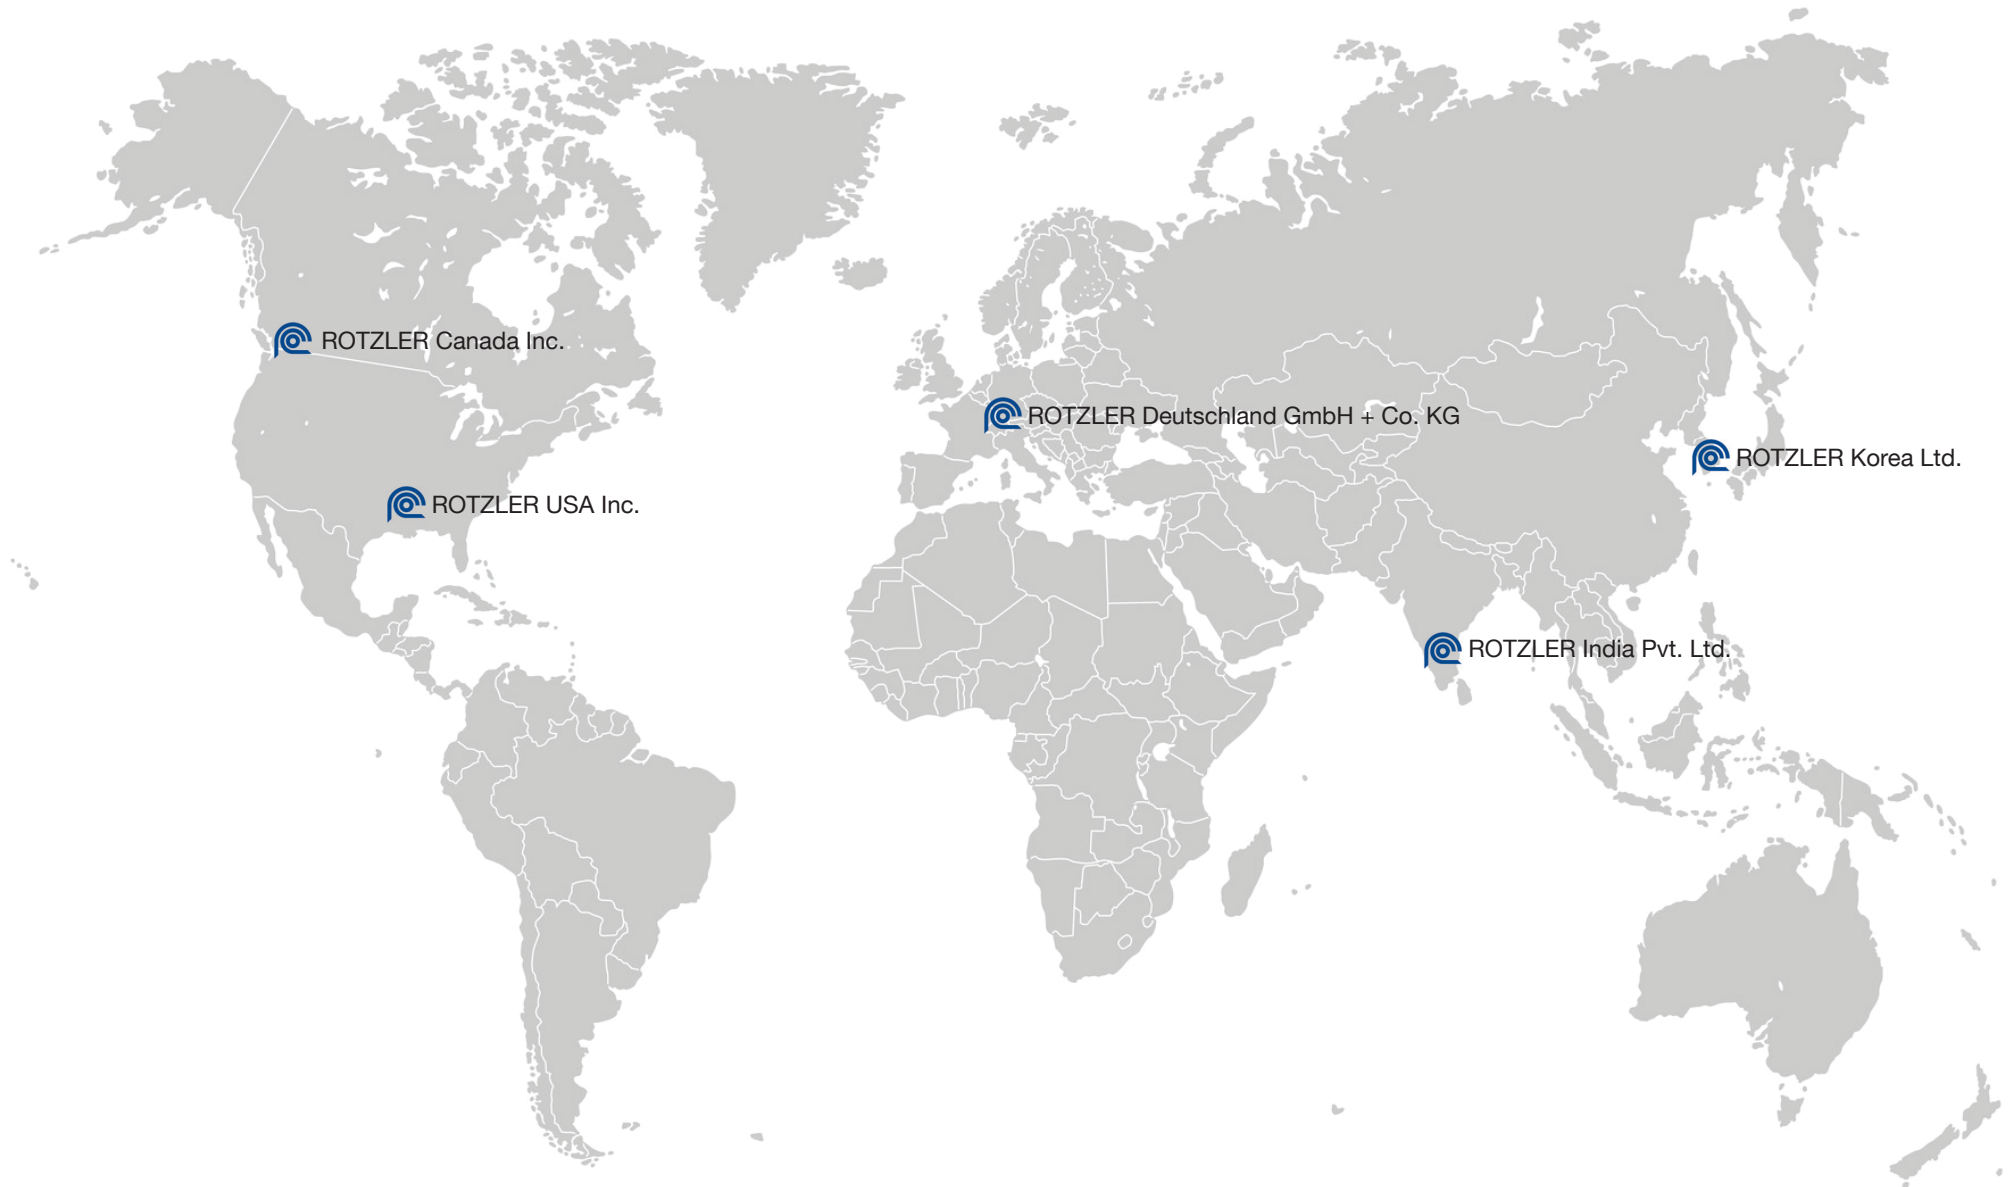 ROTZLER Canada Inc.
ROTZLER Deutschland GmbH + Co. KG
ROTZLER Korea Ltd.
ROTZLER USA Inc.
ROTZLER India Pvt. Ltd.